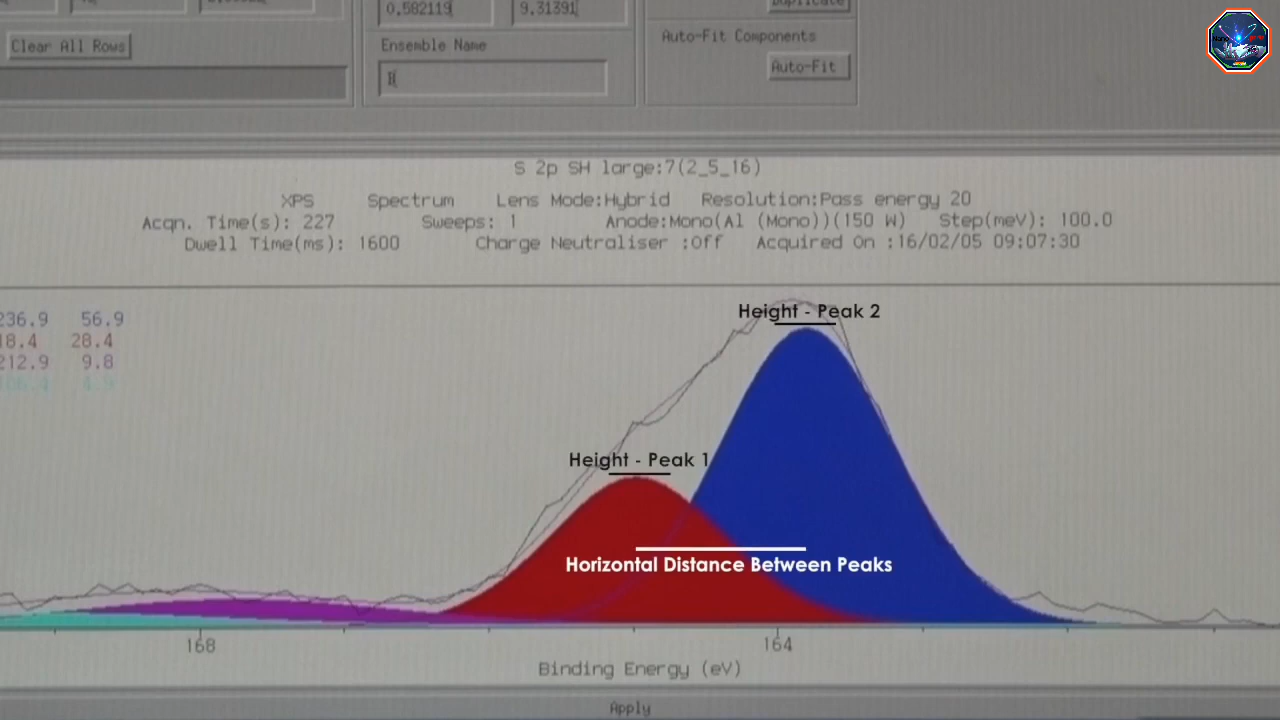 Duplicate
0.582119 9.31391
Clear All Rows
Ensemble Name
Auto-Fit Components
Auto-Fit
S 2p SH large:7(2_5_16)
XPS Spectrum Lens Mode:Hybrid Resolution:Pass energy 20
Acqn. Time(s): 227 Sweeps: 1 Anode:Mono(Al (Mono))(150 W) Step(meV): 100.0
Dwell Time(ms): 1600 Charge Neutraliser :Off Acquired On :16/02/05 09:07:30
236.9 56.9
18.4 28.4
212.9 9.8
4.9
Height - Peak 2
Height - Peak 1
Horizontal Distance Between Peaks
168 164
Binding Energy (eV)
Apply